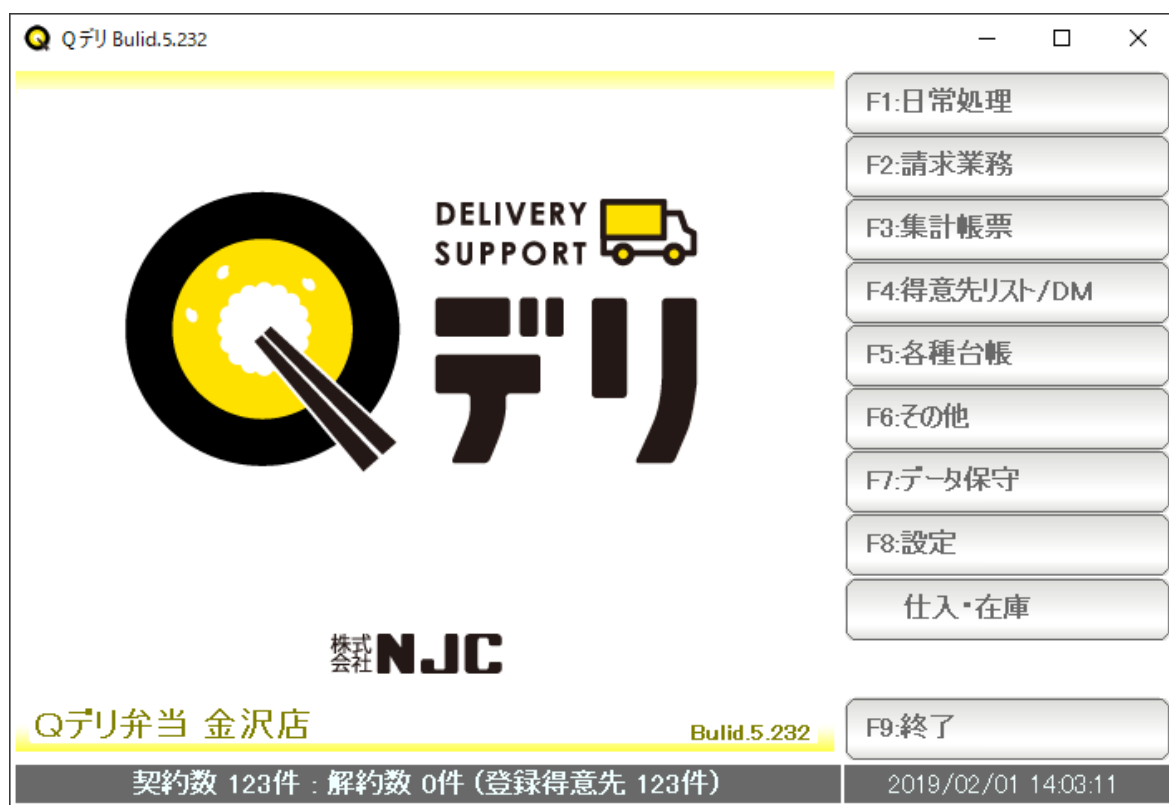 Qデリ Bulid.5.232
DELIVERY
SUPPORT
デリ
株式会社NJC
Qデリ弁当 金沢店
Bulid.5.232
F1:日常処理
F2:請求業務
F3:集計帳票
F4:得意先リスト/DM
F5:各種台帳
F6:その他
F7:データ保守
F8:設定
仕入・在庫
F9:終了
契約数 123件 : 解約数 0件 (登録得意先 123件)
2019/02/01 14:03:11